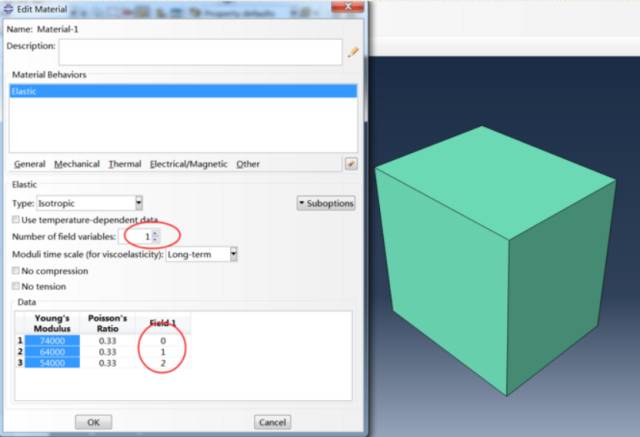 Edit Material
Name: Material-1
Description:
Material Behaviors
Elastic
General Mechanical Thermal Electrical/Magnetic Other
Elastic
Type: Isotropic
Suboptions
Use temperature-dependent data
Number of field variables: 1
Moduli time scale (for viscoelasticity): Long-term
No compression
No tension
Data
Young's Modulus Poisson's Ratio Field 1
1 74000 0.33 0
2 64000 0.33 1
3 54000 0.33 2
OK Cancel